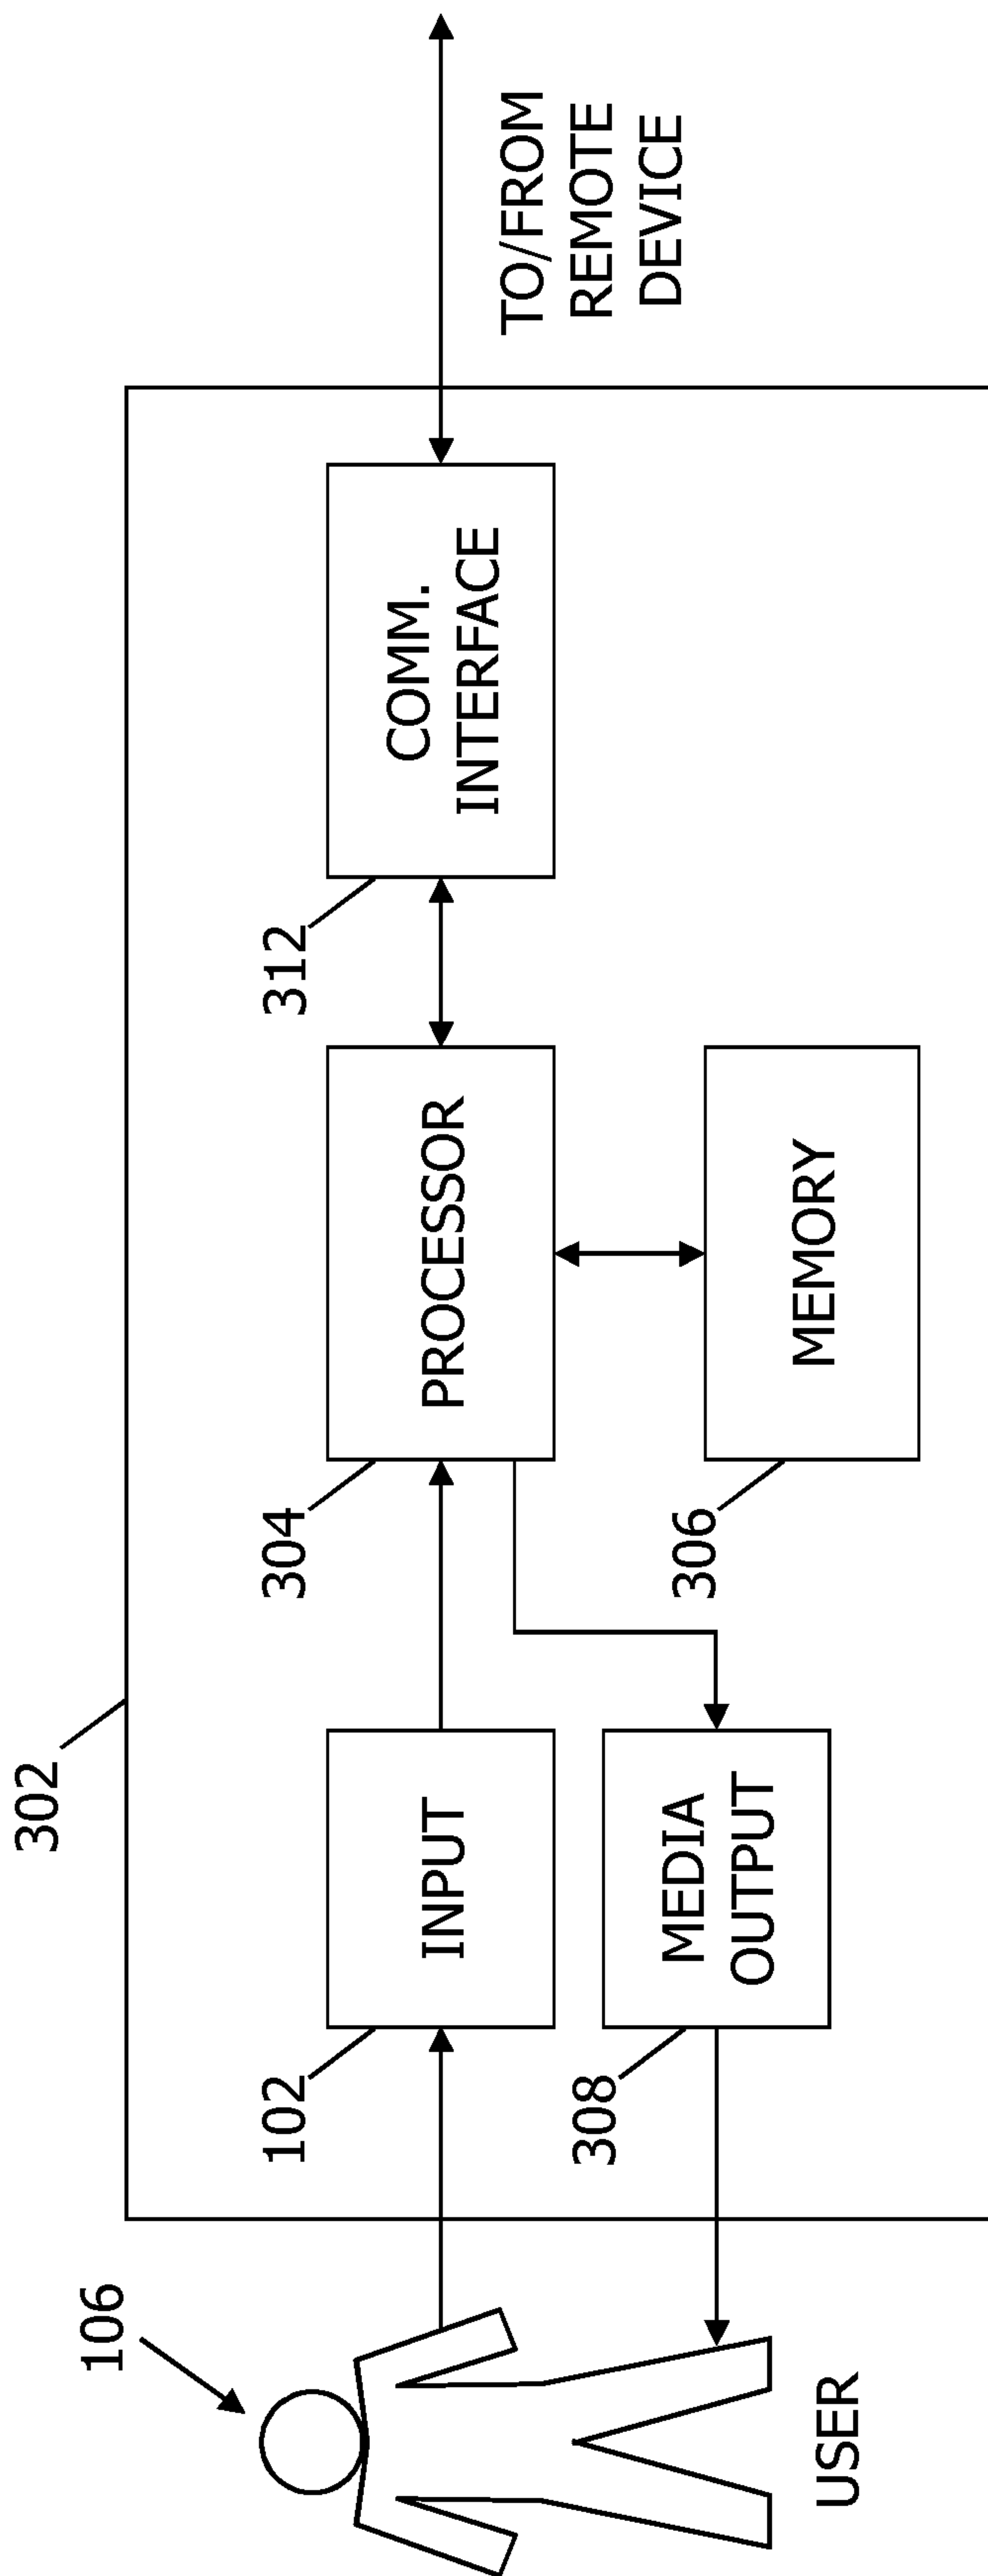 302
106
102
INPUT
304
PROCESSOR
312
COMM.
INTERFACE
TO/FROM
REMOTE
DEVICE
308
MEDIA
OUTPUT
306
MEMORY
USER